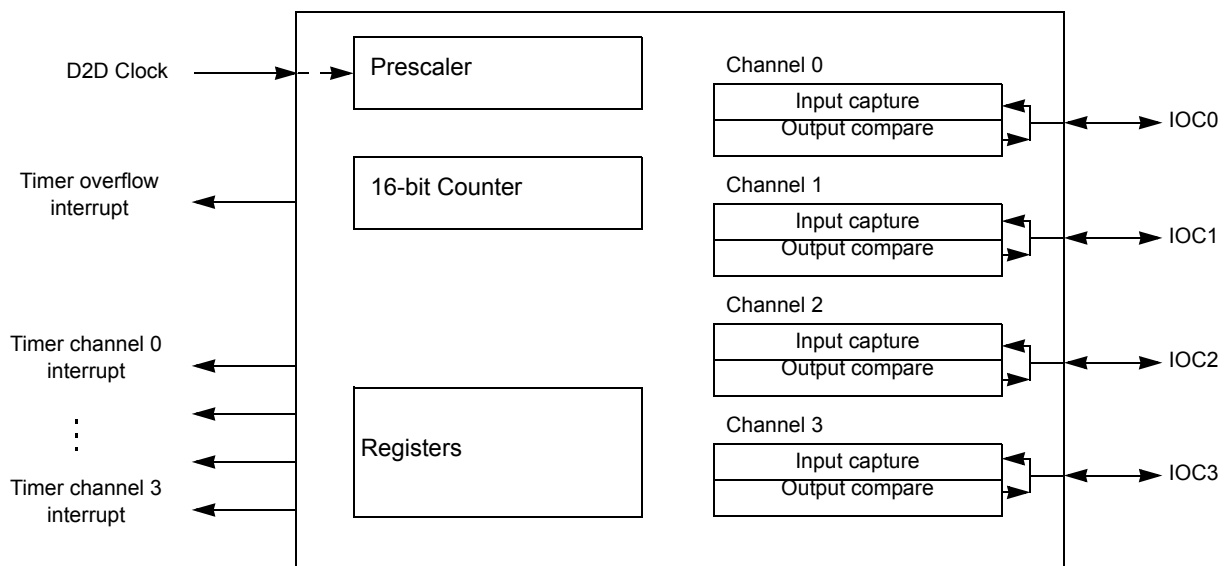 D2D Clock
Prescaler
Timer overflow
interrupt
16-bit Counter
Timer channel 0
interrupt
Timer channel 3
interrupt
Registers
Channel 0
Input capture
Output compare
IOC0
Channel 1
Input capture
Output compare
IOC1
Channel 2
Input capture
Output compare
IOC2
Channel 3
Input capture
Output compare
IOC3